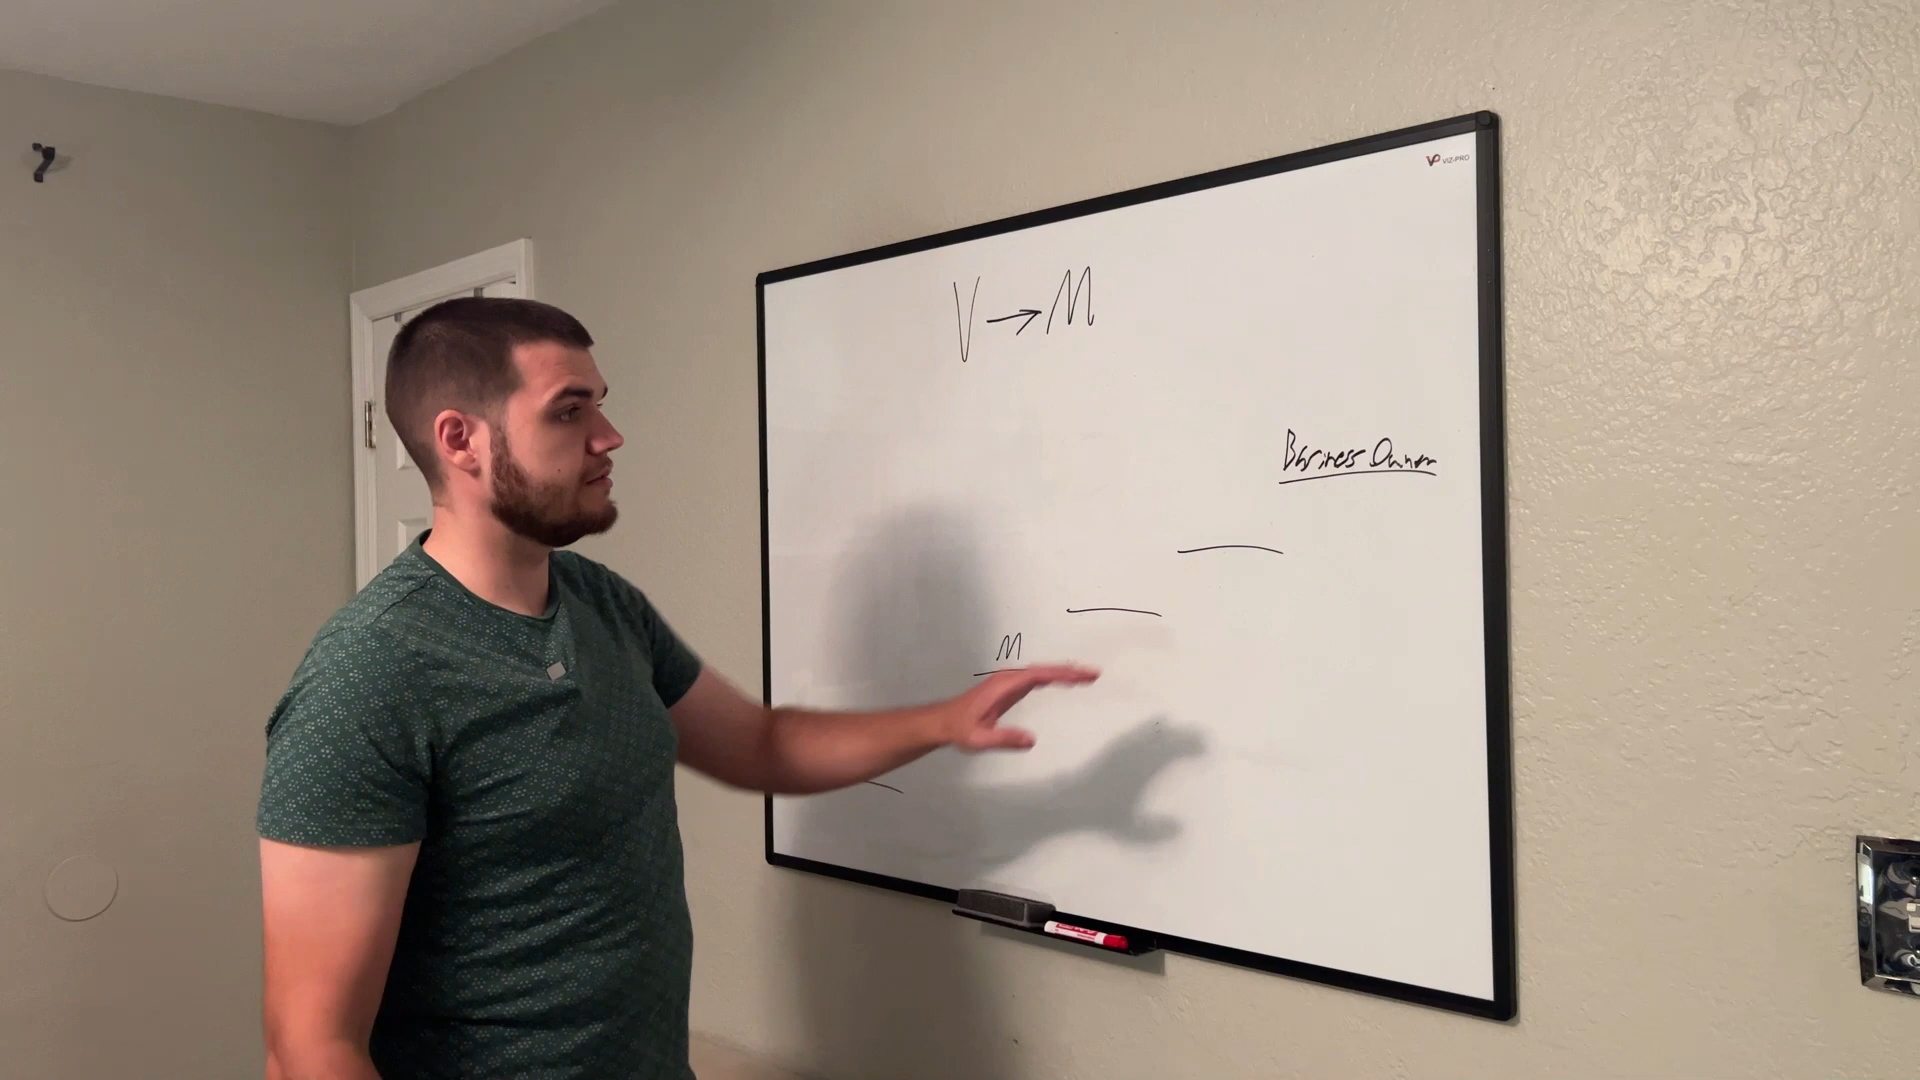 VIZ-PRO
V → M
Business Owner
M